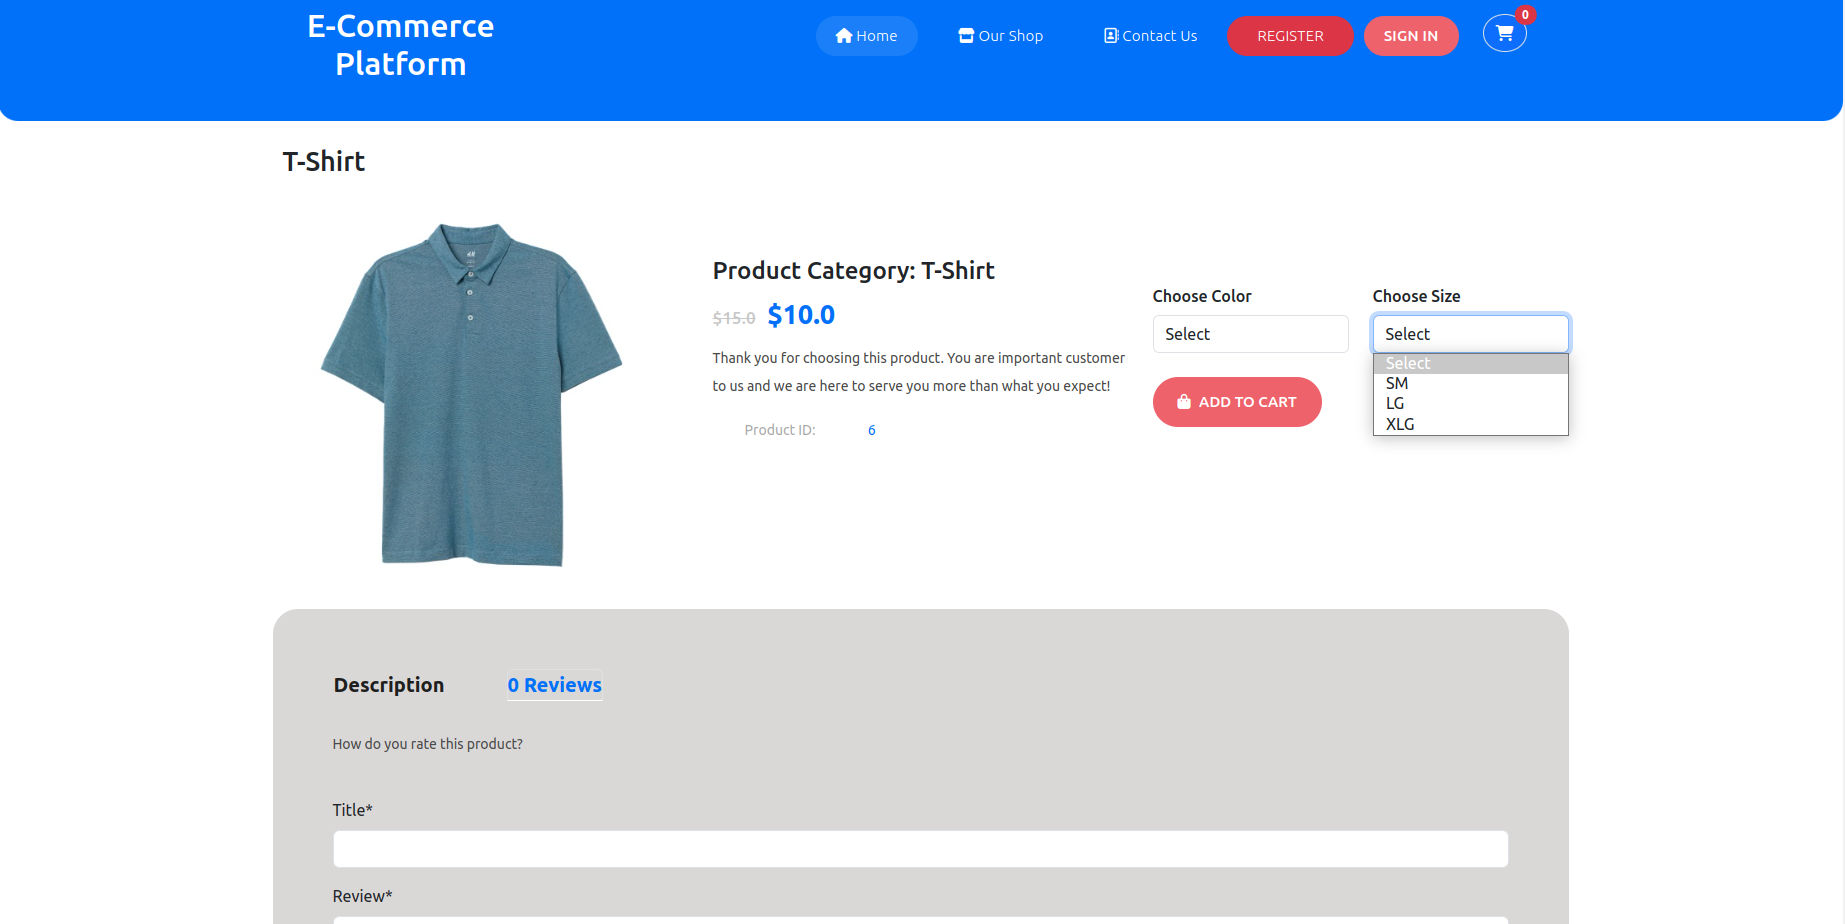 E-Commerce
Platform
Home
Our Shop
Contact Us
REGISTER
SIGN IN
0
T-Shirt
Product Category: T-Shirt
$15.0 $10.0
Thank you for choosing this product. You are important customer
to us and we are here to serve you more than what you expect!
Product ID: 6
Choose Color
Select
ADD TO CART
Choose Size
Select
Select
SM
LG
XLG
Description
0 Reviews
How do you rate this product?
Title*
Review*